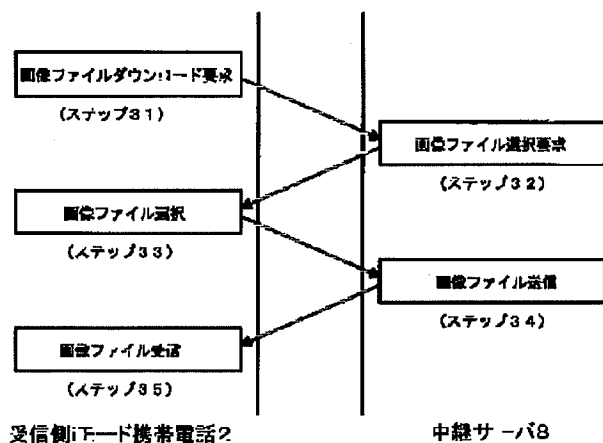 画像ファイルダウンロード要求
(ステップ31)
画像ファイル選択要求
(ステップ32)
画像ファイル選択
(ステップ33)
画像ファイル送信
(ステップ34)
画像ファイル受信
(ステップ35)
受信側iモード携帯電話2
中継サーバ8